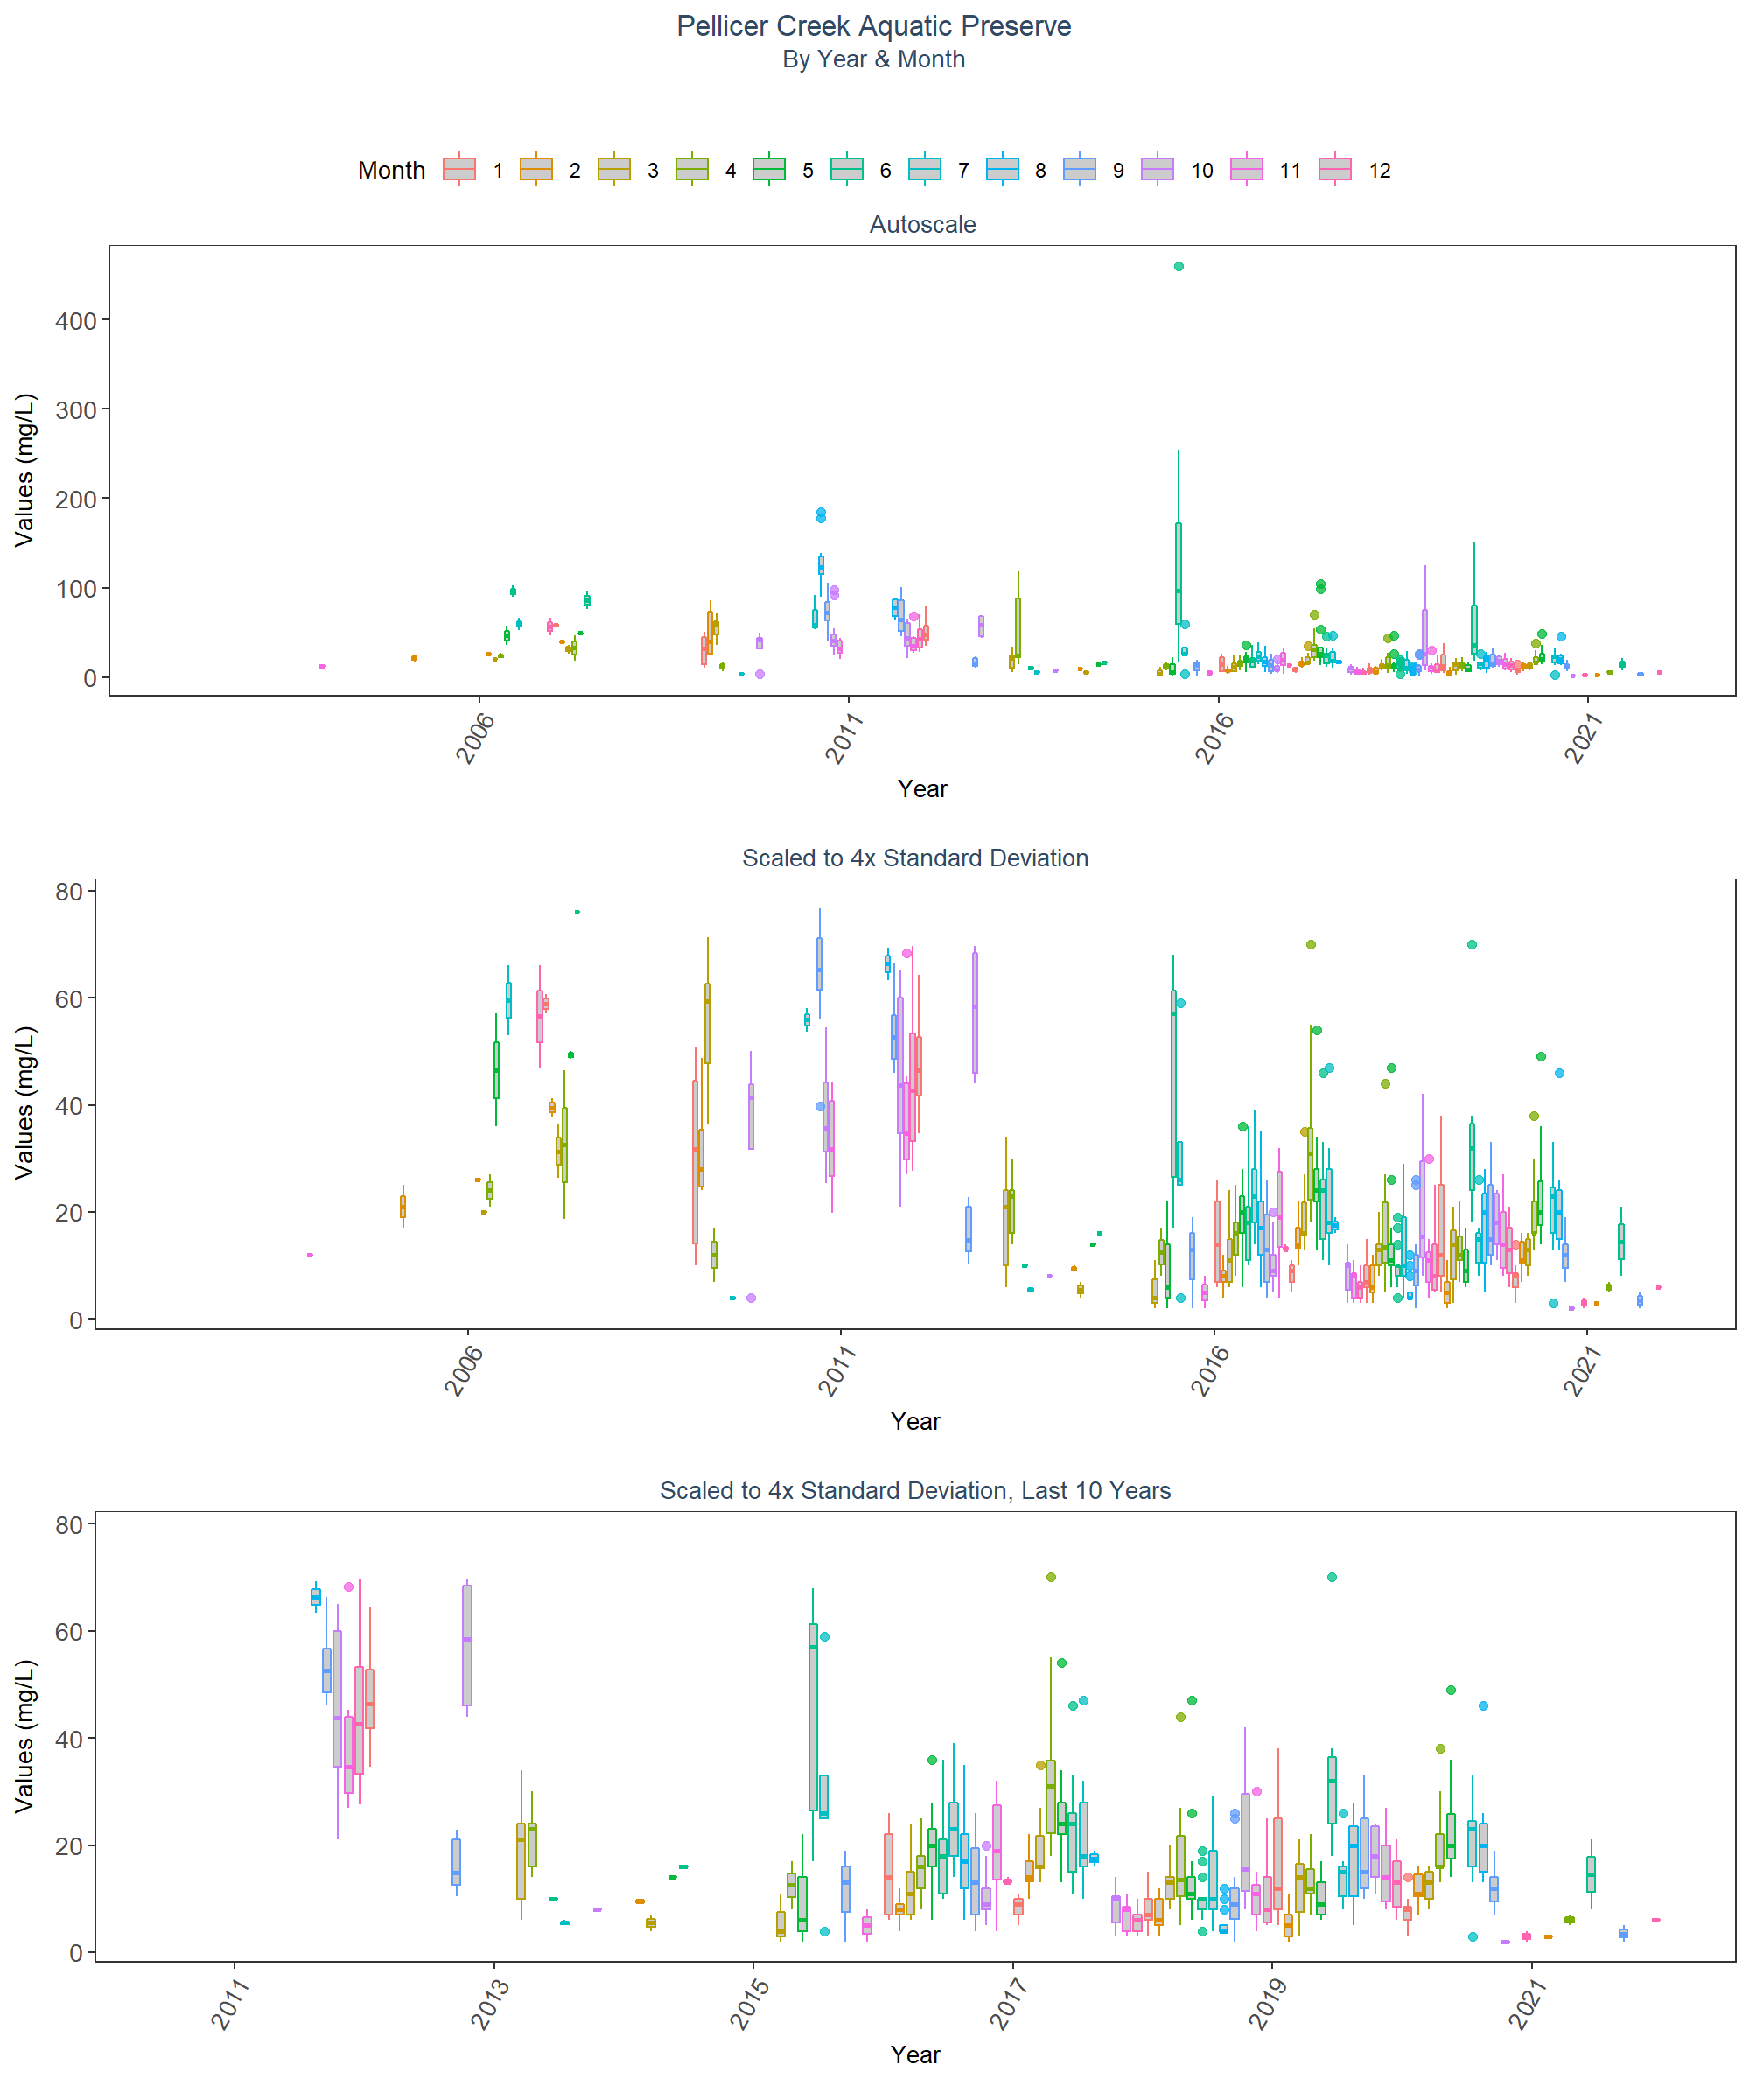 Pellicer Creek Aquatic Preserve
By Year & Month
Month 1 2 3 4 5 6 7 8 9 10 11 12
Autoscale
Values (mg/L)
400
300
200
100
0
2006 2011 2016 2021
Year
Scaled to 4x Standard Deviation
Values (mg/L)
80
60
40
20
0
2006 2011 2016 2021
Year
Scaled to 4x Standard Deviation, Last 10 Years
Values (mg/L)
80
60
40
20
0
2011 2013 2015 2017 2019 2021
Year